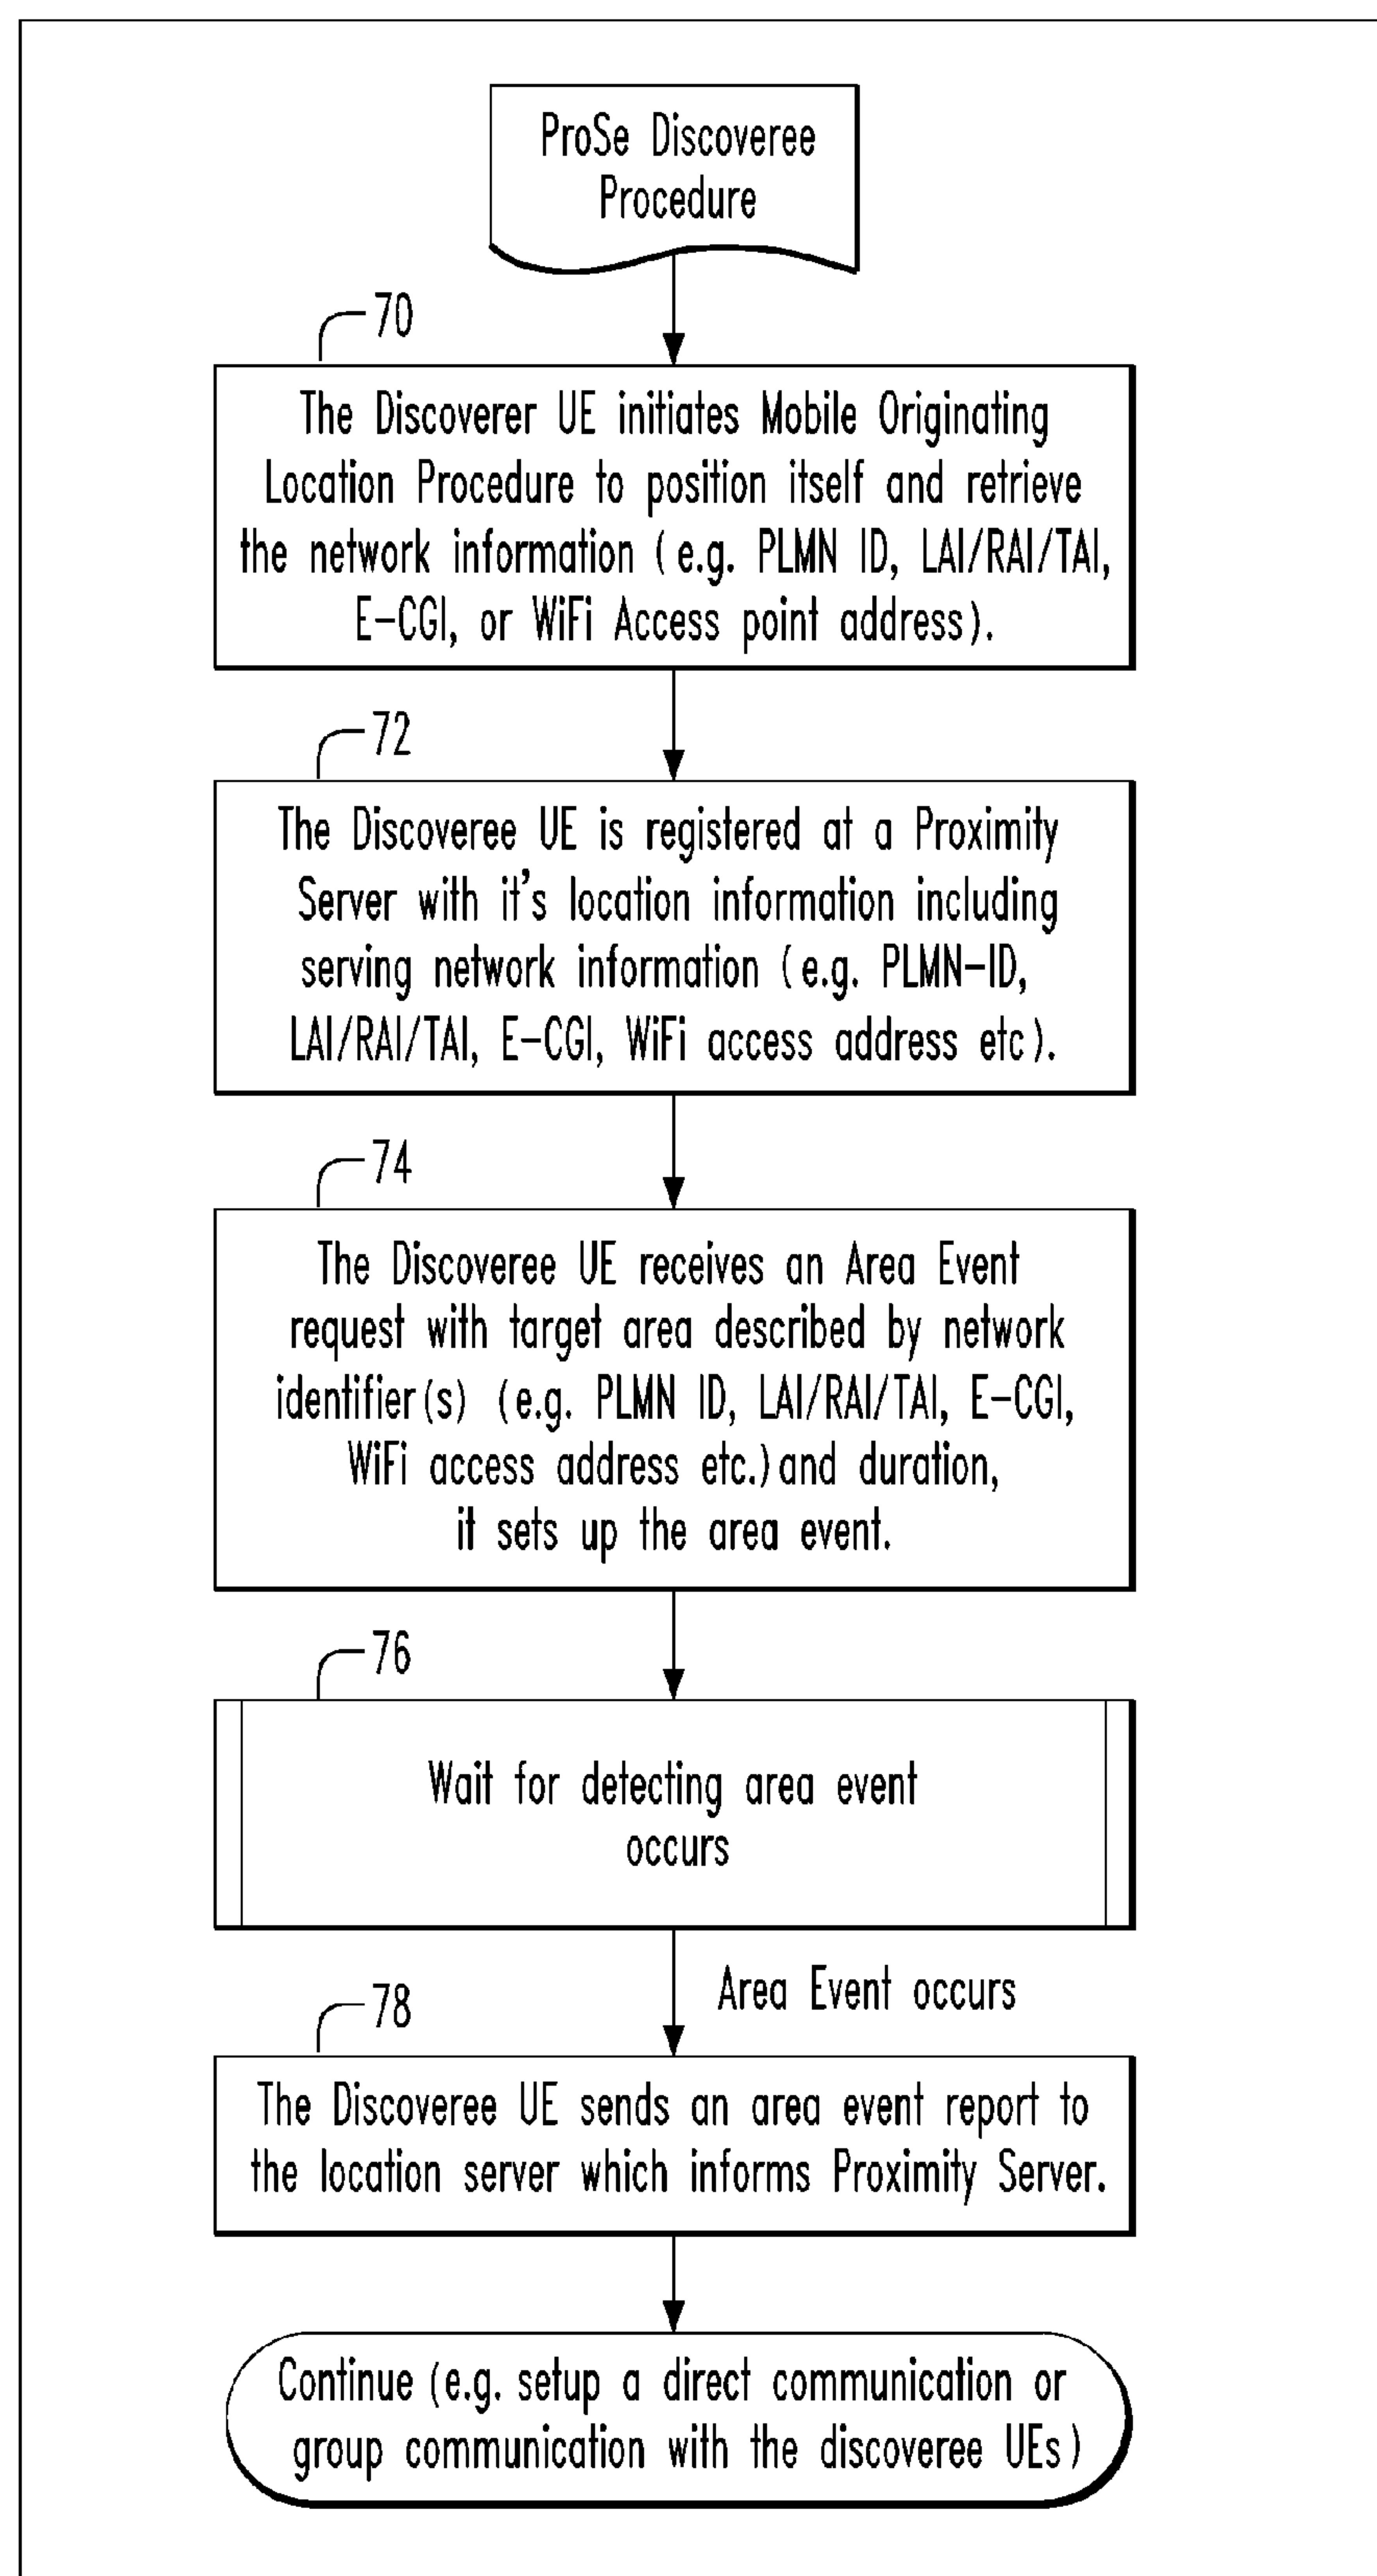 ProSe Discoveree
Procedure
70
The Discoverer UE initiates Mobile Originating
Location Procedure to position itself and retrieve
the network information (e.g. PLMN ID, LAI/RAI/TAI,
E-CGI, or WiFi Access point address).
72
The Discoveree UE is registered at a Proximity
Server with it's location information including
serving network information (e.g. PLMN-ID,
LAI/RAI/TAI, E-CGI, WiFi access address etc).
74
The Discoveree UE receives an Area Event
request with target area described by network
identifier(s) (e.g. PLMN ID, LAI/RAI/TAI, E-CGI,
WiFi access address etc.)and duration,
it sets up the area event.
76
Wait for detecting area event
occurs
Area Event occurs
78
The Discoveree UE sends an area event report to
the location server which informs Proximity Server.
Continue (e.g. setup a direct communication or
group communication with the discoveree UEs)